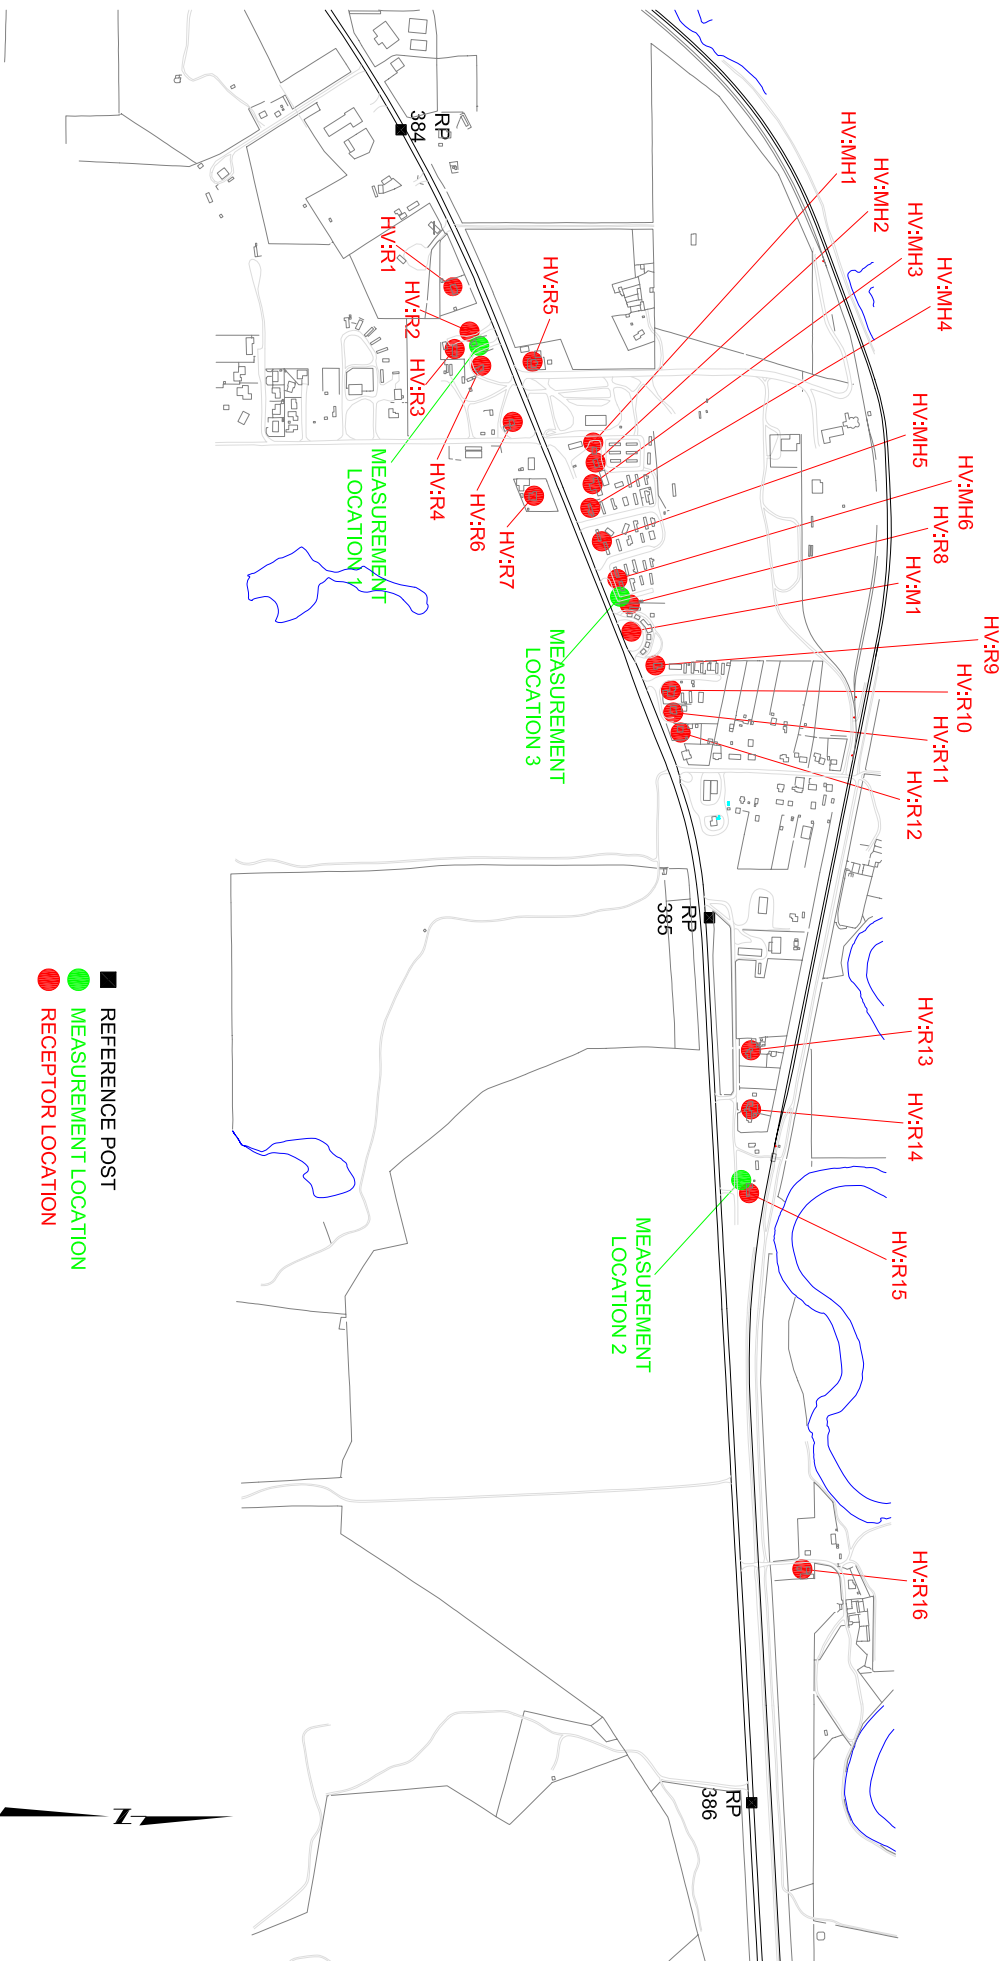 RP
384
HV:R1
HV:R2
HV:R3
HV:R4
HV:R5
HV:R6
HV:R7
MEASUREMENT
LOCATION 1
HV:MH1
HV:MH2
HV:MH3
HV:MH4
HV:MH5
HV:MH6
HV:R8
HV:M1
HV:R9
HV:R10
HV:R11
HV:R12
MEASUREMENT
LOCATION 3
RP
385
HV:R13
HV:R14
HV:R15
MEASUREMENT
LOCATION 2
HV:R16
RP
386
REFERENCE POST
MEASUREMENT LOCATION
RECEPTOR LOCATION
N